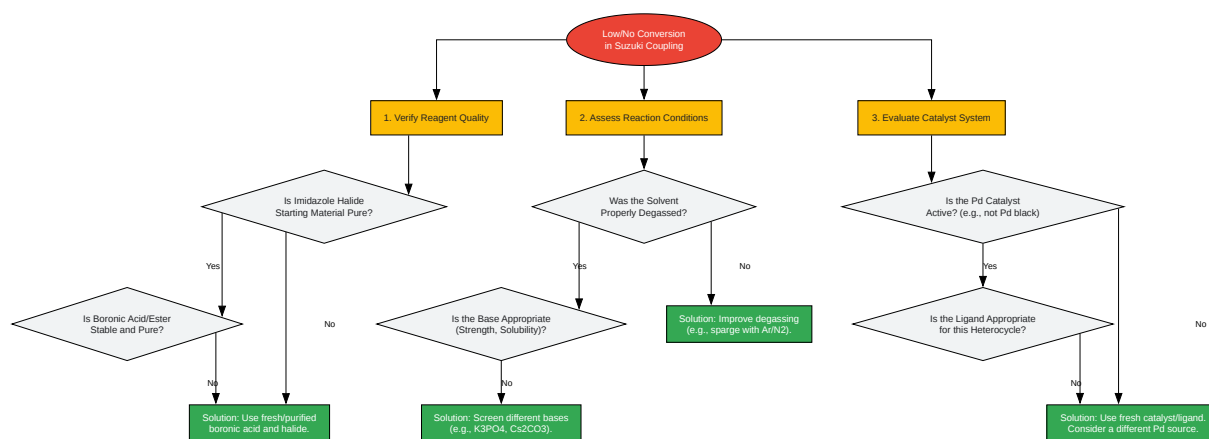 Low/No Conversion
in Suzuki Coupling
1. Verify Reagent Quality
2. Assess Reaction Conditions
3. Evaluate Catalyst System
Is Imidazole Halide
Starting Material Pure?
Was the Solvent
Properly Degassed?
Is the Pd Catalyst
Active? (e.g., not Pd black)
Yes
Yes
No
Yes
Is Boronic Acid/Ester
Stable and Pure?
No
Is the Base Appropriate
(Strength, Solubility)?
Solution: Improve degassing
(e.g., sparge with Ar/N2).
Is the Ligand Appropriate
for this Heterocycle?
No
No
No
No
Solution: Use fresh/purified
boronic acid and halide.
Solution: Screen different bases
(e.g., K3PO4, Cs2CO3).
Solution: Use fresh catalyst/ligand.
Consider a different Pd source.